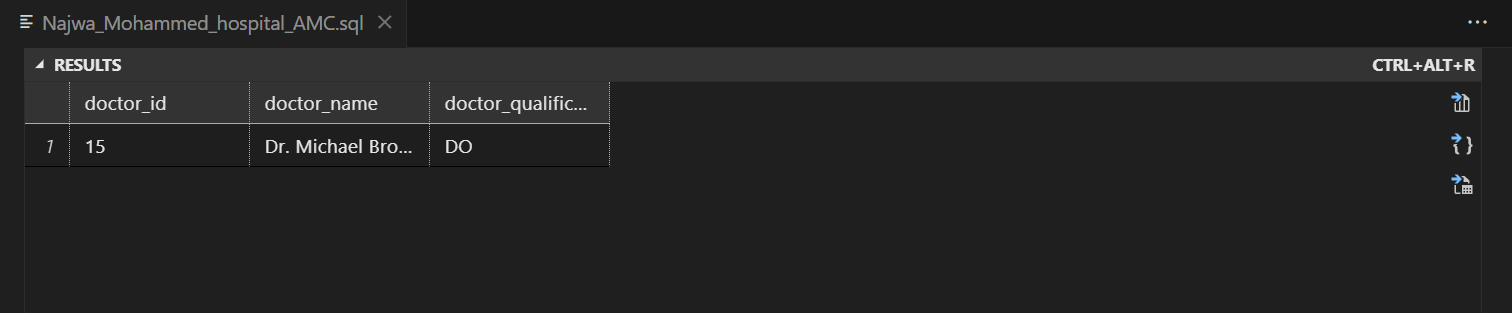 Najwa_Mohammed_hospital_AMC.sql
RESULTS CTRL+ALT+R
doctor_id doctor_name doctor_qualific...
1 15 Dr. Michael Bro... DO